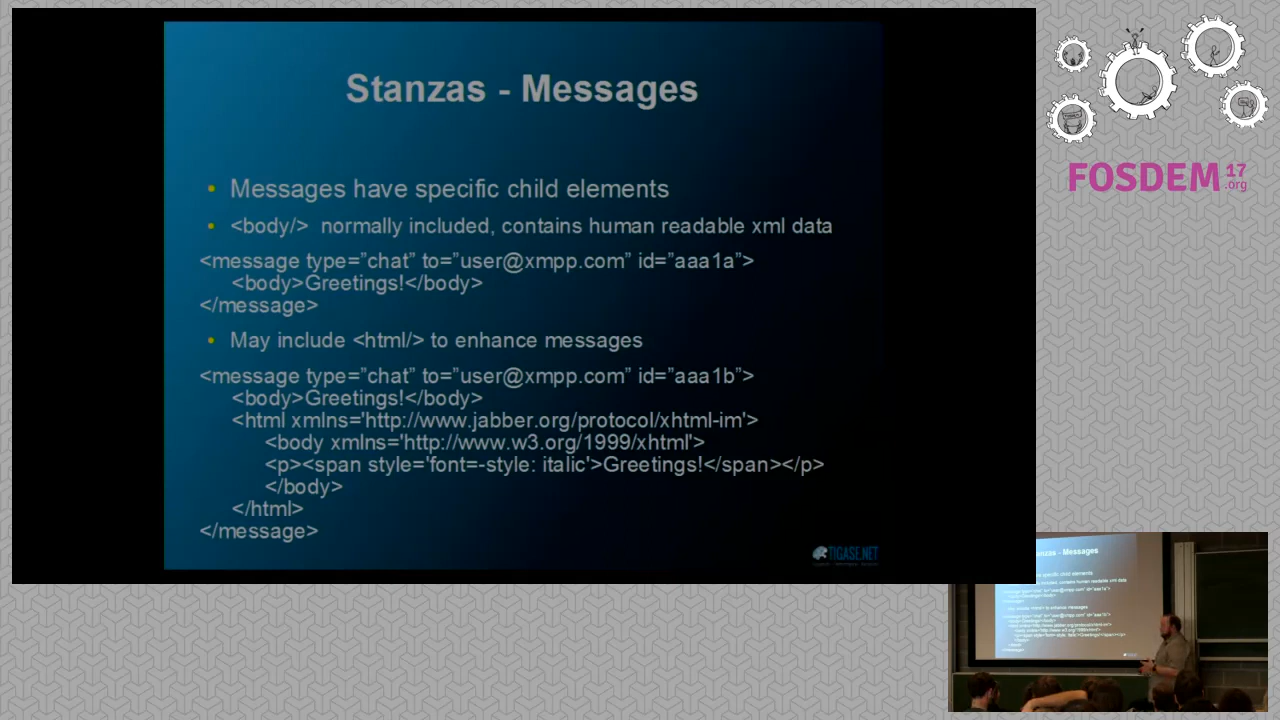 Stanzas - Messages
• Messages have specific child elements
• <body/> normally included, contains human readable xml data
<message type=”chat” to=”user@xmpp.com” id=”aaa1a”>
<body>Greetings!</body>
</message>
• May include <html/> to enhance messages
<message type=”chat” to=”user@xmpp.com” id=”aaa1b”>
<body>Greetings!</body>
<html xmlns='http://www.jabber.org/protocol/xhtml-im'>
<body xmlns='http://www.w3.org/1999/xhtml'>
<p><span style='font=-style: italic'>Greetings!</span></p>
</body>
</html>
</message>
TIGASE.NET
FOSDEM 17
.org
nzas - Messages